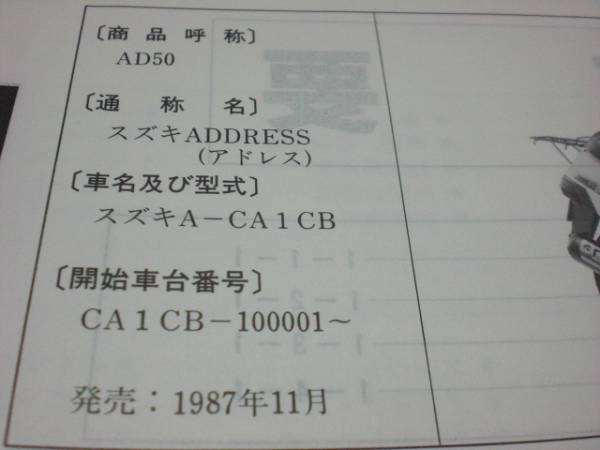 〔商品呼称〕
AD50
〔通称名〕
スズキADDRESS
(アドレス)
〔車名及び型式〕
スズキA－CA1CB
〔開始車台番号〕
CA1CB－100001～
発売：1987年11月